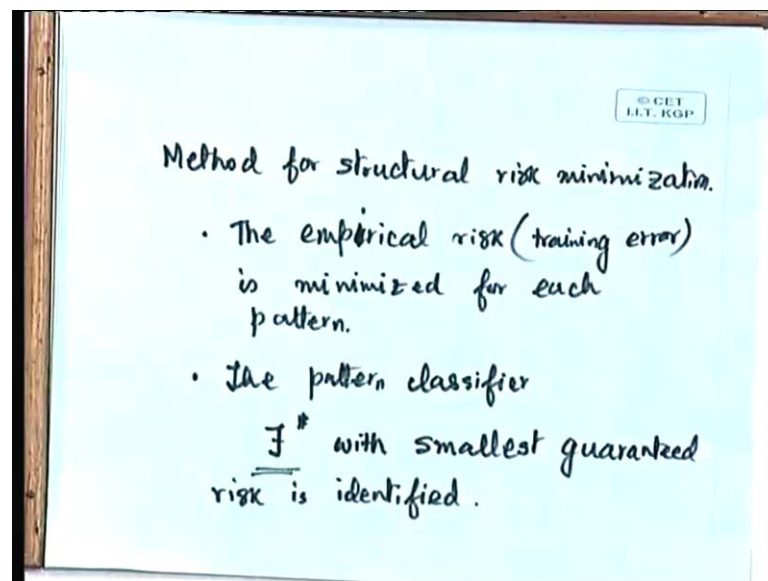 © CET
I.I.T. KGP
Method for structural risk minimization.
• The empirical risk (training error)
is minimized for each
pattern.
• The pattern classifier
F* with smallest guaranteed
risk is identified.